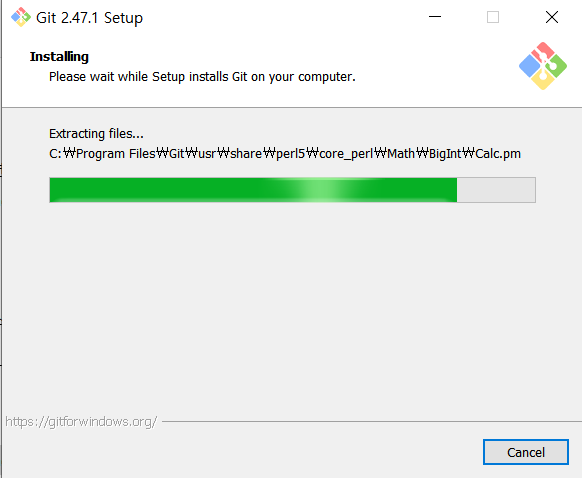 Git 2.47.1 Setup
Installing
Please wait while Setup installs Git on your computer.
Extracting files...
C:₩Program Files₩Git₩usr₩share₩perl5₩core_perl₩Math₩BigInt₩Calc.pm
https://gitforwindows.org/
Cancel